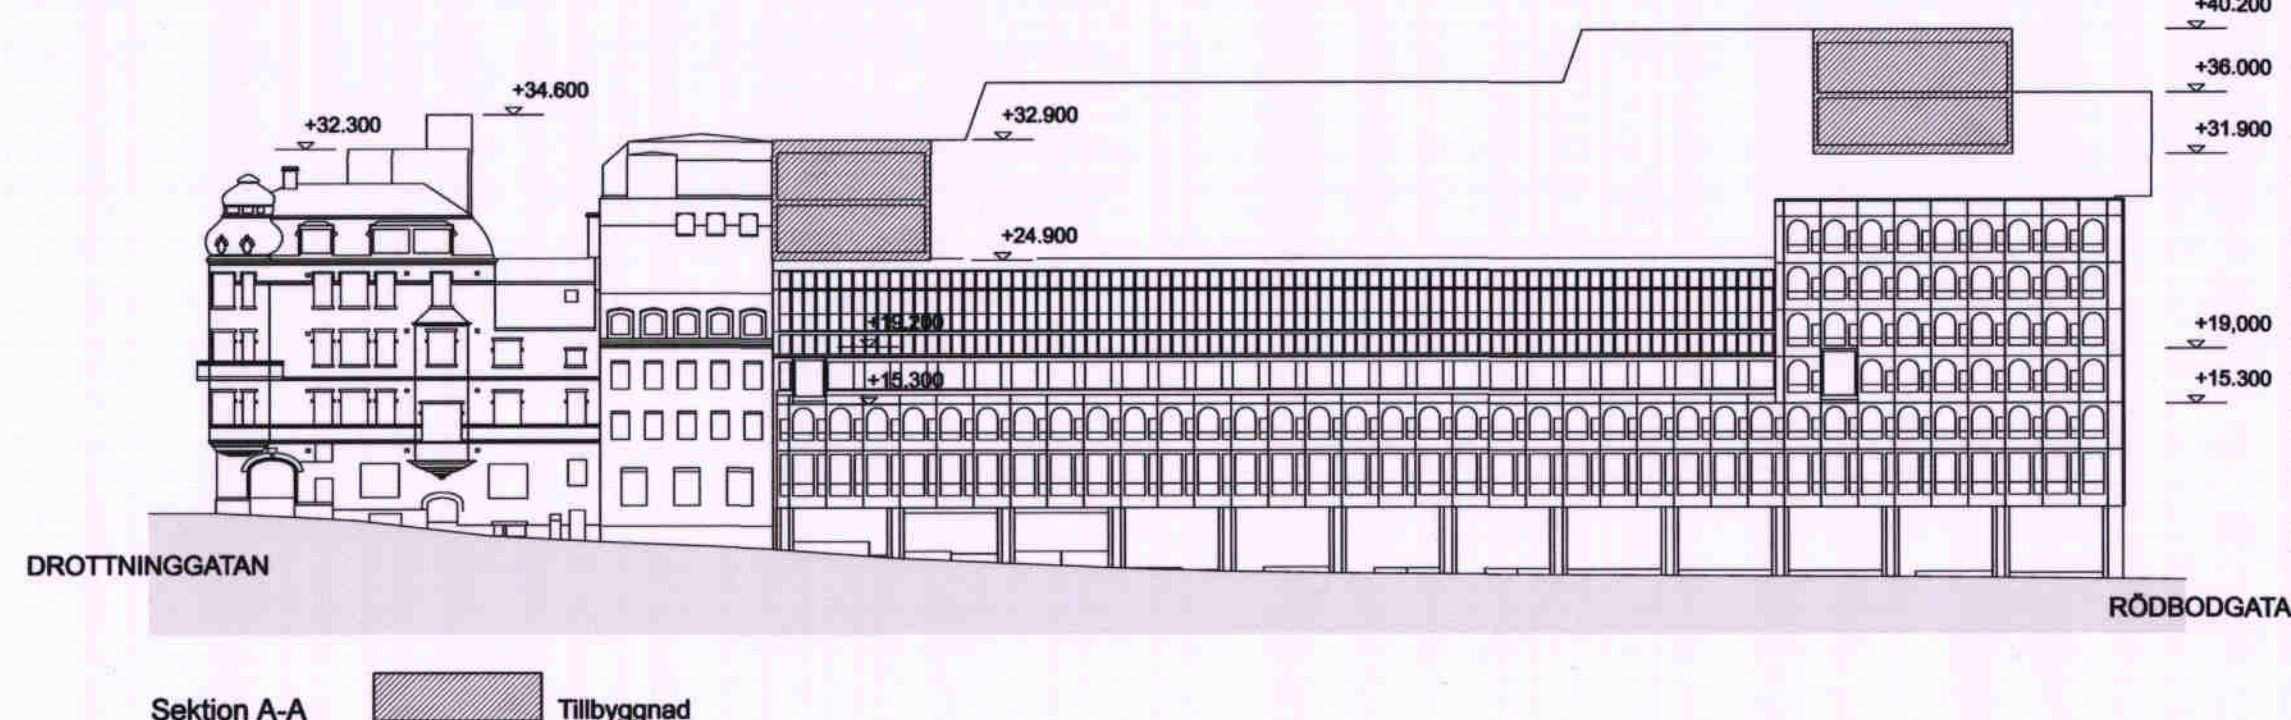 +40.200
+36.000
+34.600
+32.900
+32.300
+31.900
+24.900
+19.200
+19,000
+15.300
+15.300
DROTTNINGGATAN
RÖDBODGATA
Sektion A-A
Tillbyggnad